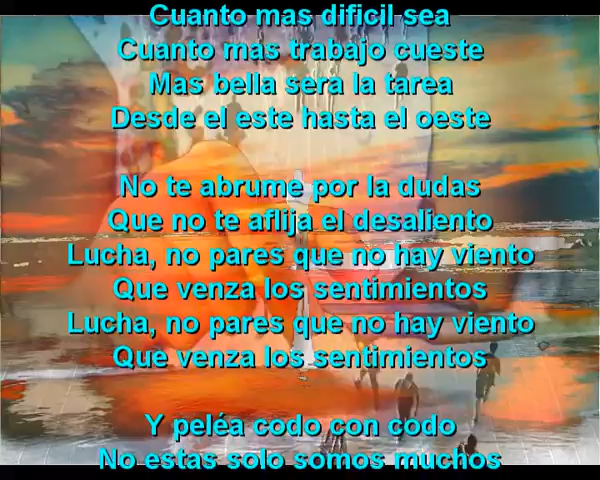 Cuanto mas dificil sea
Cuanto mas trabajo cueste
Mas bella sera la tarea
Desde el este hasta el oeste
No te abrume por la dudas
Que no te aflija el desaliento
Lucha, no pares que no hay viento
Que venza los sentimientos
Lucha, no pares que no hay viento
Que venza los sentimientos
Y peléa codo con codo
No estas solo somos muchos